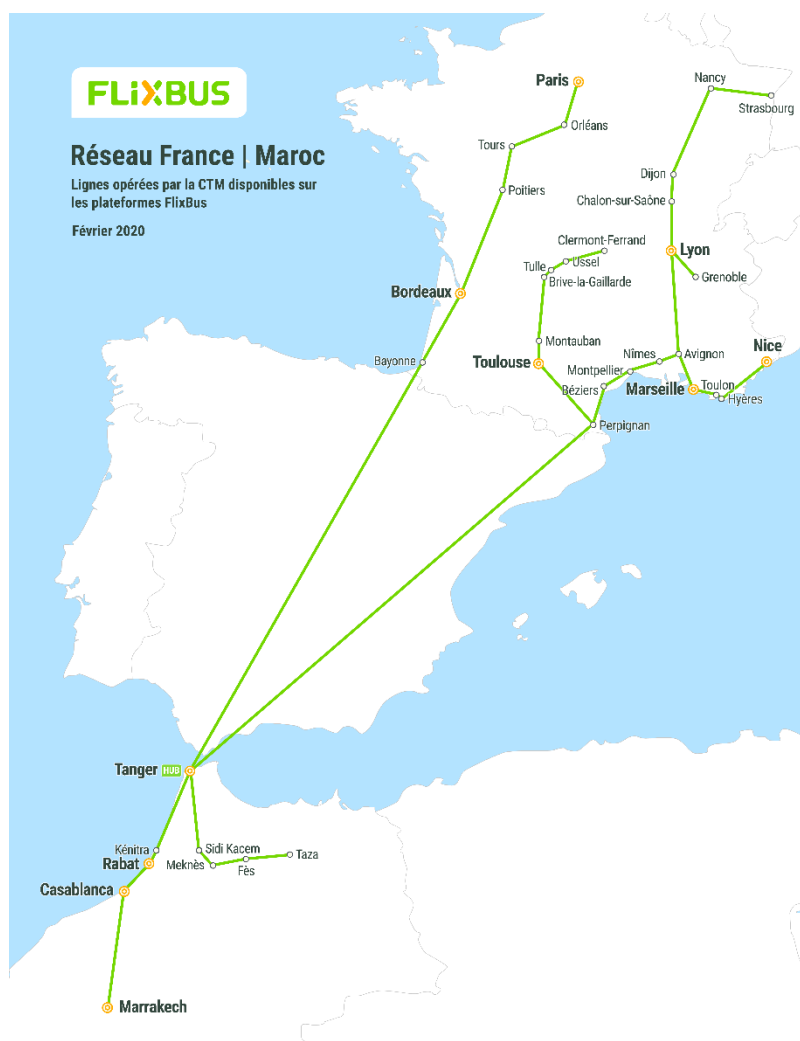 FLiXBUS
Réseau France | Maroc
Lignes opérées par la CTM disponibles sur
les plateformes FlixBus
Février 2020
Paris
Nancy
Strasbourg
Orléans
Tours
Dijon
Poitiers
Chalon-sur-Saône
Clermont-Ferrand
Lyon
Ussel
Tulle
Grenoble
Brive-la-Gaillarde
Bordeaux
Montauban
Nice
Nîmes
Avignon
Bayonne
Toulouse
Montpellier
Béziers
Marseille
Toulon
Hyères
Perpignan
Tanger HUB
Kénitra
Sidi Kacem
Taza
Rabat
Meknès
Fès
Casablanca
Marrakech